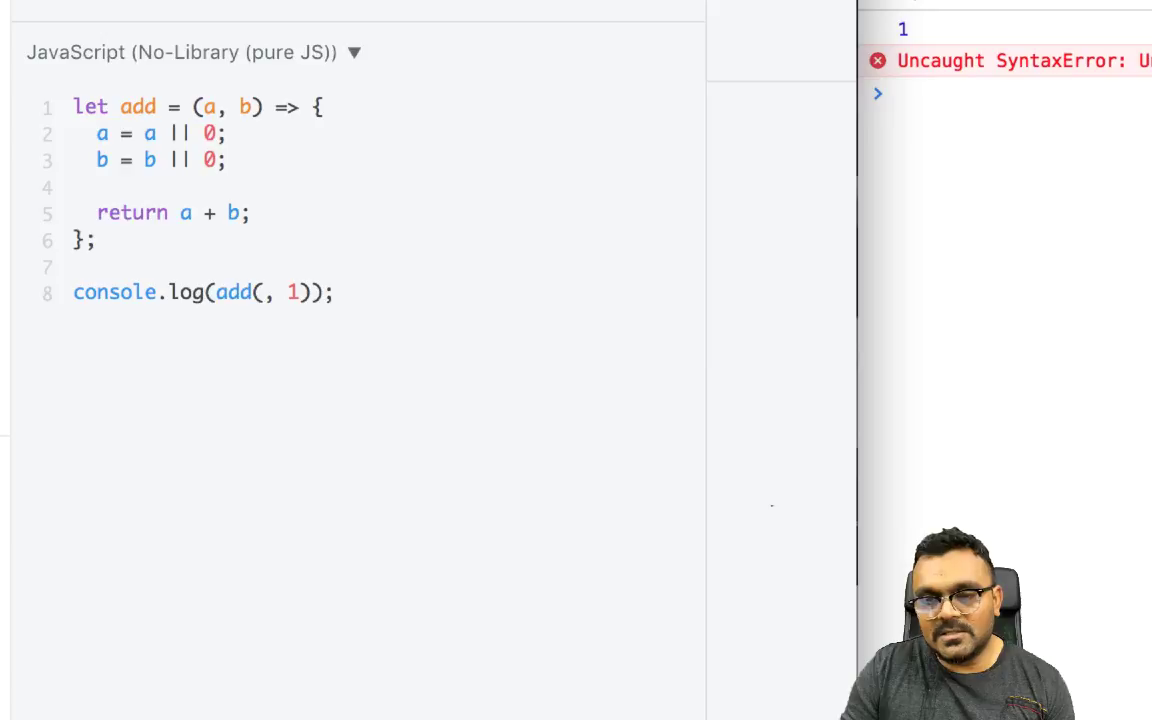 JavaScript (No-Library (pure JS)) ▼
1 let add = (a, b) => {
2   a = a || 0;
3   b = b || 0;
4
5   return a + b;
6 };
7
8 console.log(add(, 1));
1
Uncaught SyntaxError:
>